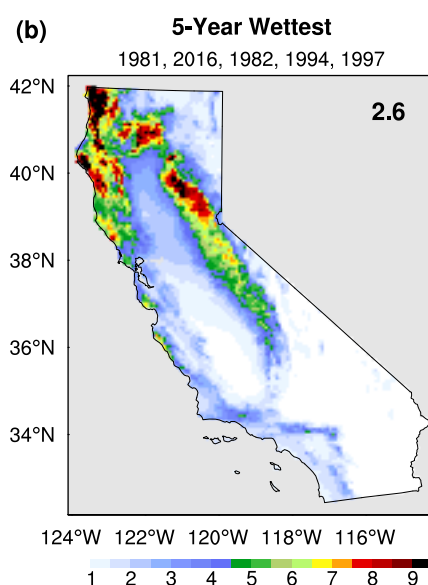 (b) 5-Year Wettest
1981, 2016, 1982, 1994, 1997
42°N
2.6
40°N
38°N
36°N
34°N
124°W 122°W 120°W 118°W 116°W
1 2 3 4 5 6 7 8 9